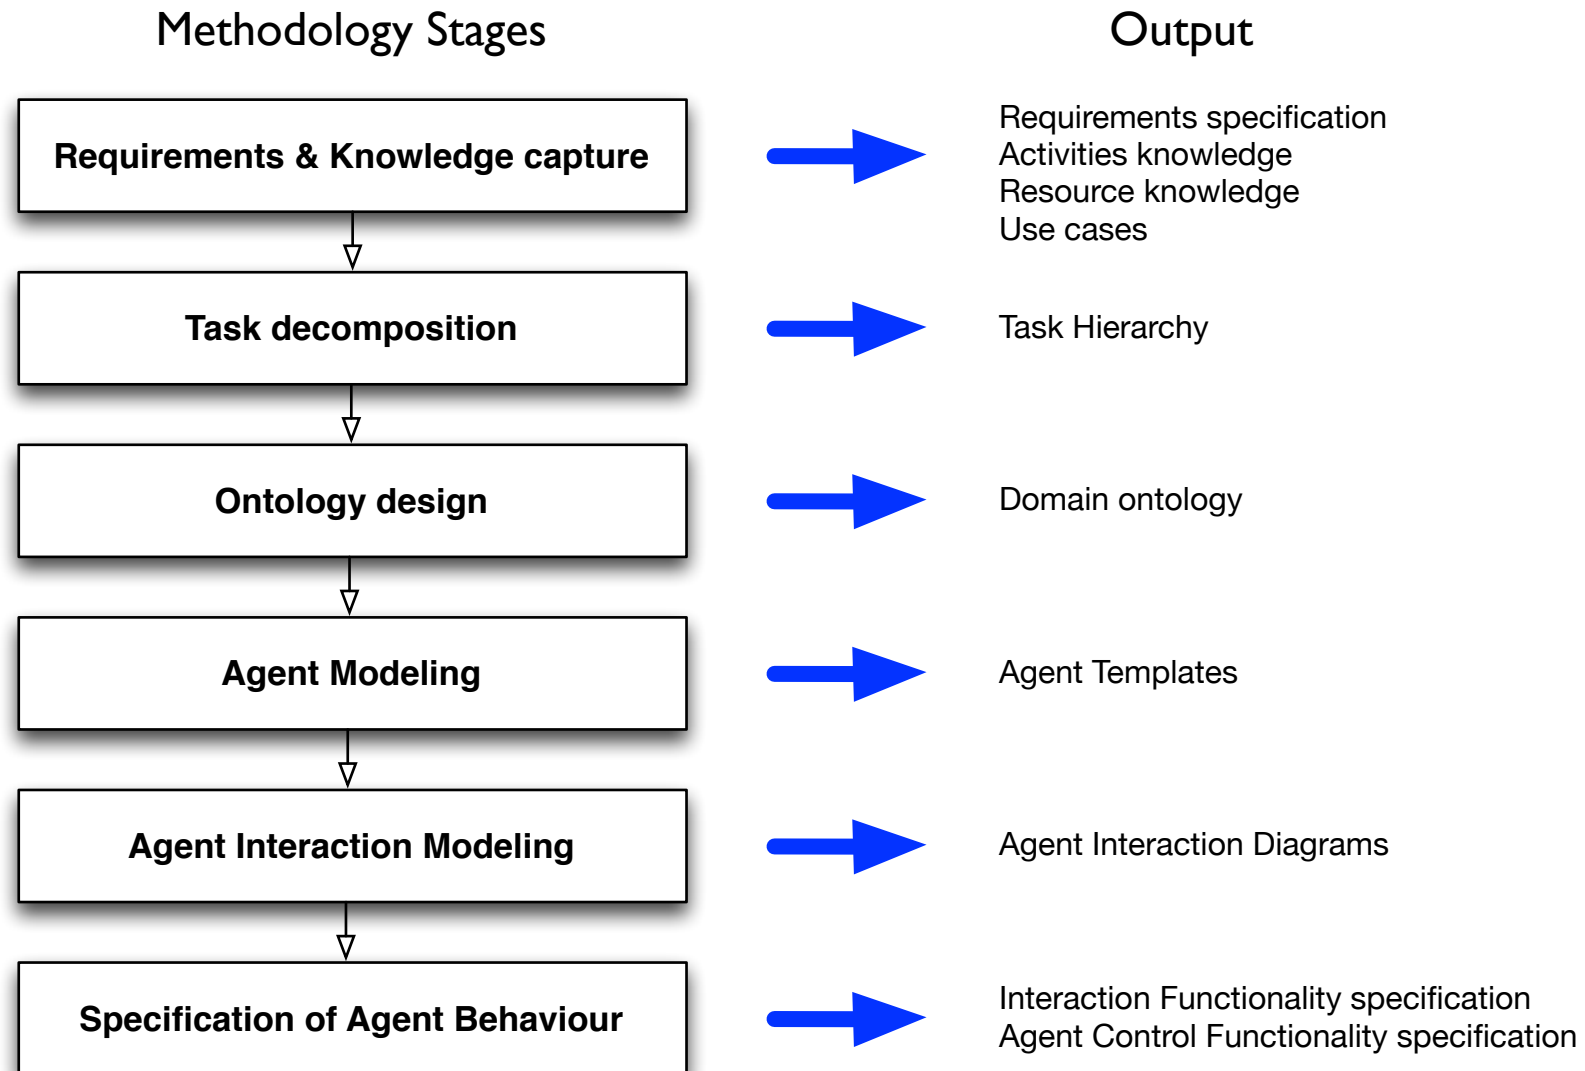 Methodology Stages
Output
Requirements & Knowledge capture
Requirements specification
Activities knowledge
Resource knowledge
Use cases
Task decomposition
Task Hierarchy
Ontology design
Domain ontology
Agent Modeling
Agent Templates
Agent Interaction Modeling
Agent Interaction Diagrams
Specification of Agent Behaviour
Interaction Functionality specification
Agent Control Functionality specification